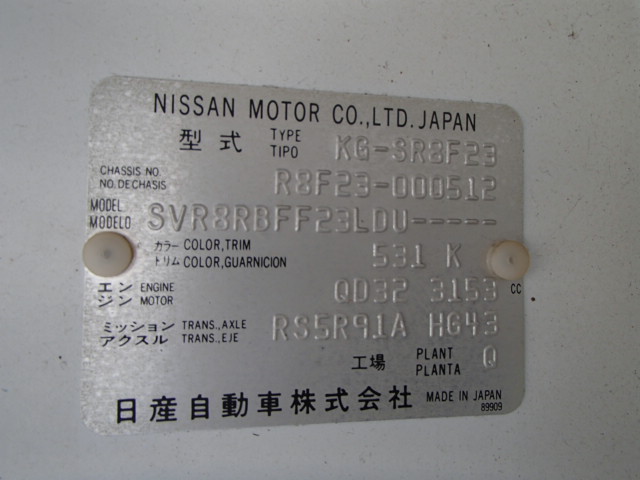 NISSAN MOTOR CO.,LTD. JAPAN
型式 TYPE TIPO KG-SR8F23
CHASSIS NO. NO. DECHASIS R8F23-000512
MODEL MODELO SVR8RBFF23LDU-----
カラー COLOR,TRIM トリム COLOR,GUARNICION 531 K
エンジン ENGINE MOTOR QD32 3153 CC
ミッション TRANS.,AXLE アクスル TRANS.,EJE RS5R91A HG43
工場 PLANT PLANTA Q
日産自動車株式会社 MADE IN JAPAN
89909